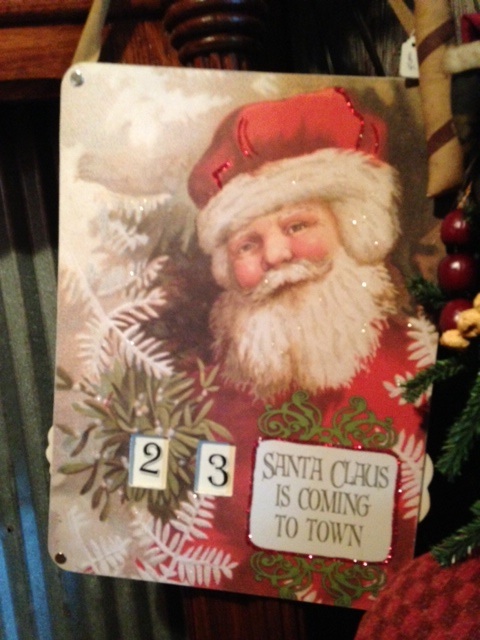 2 3
SANTA CLAUS
IS COMING
TO TOWN